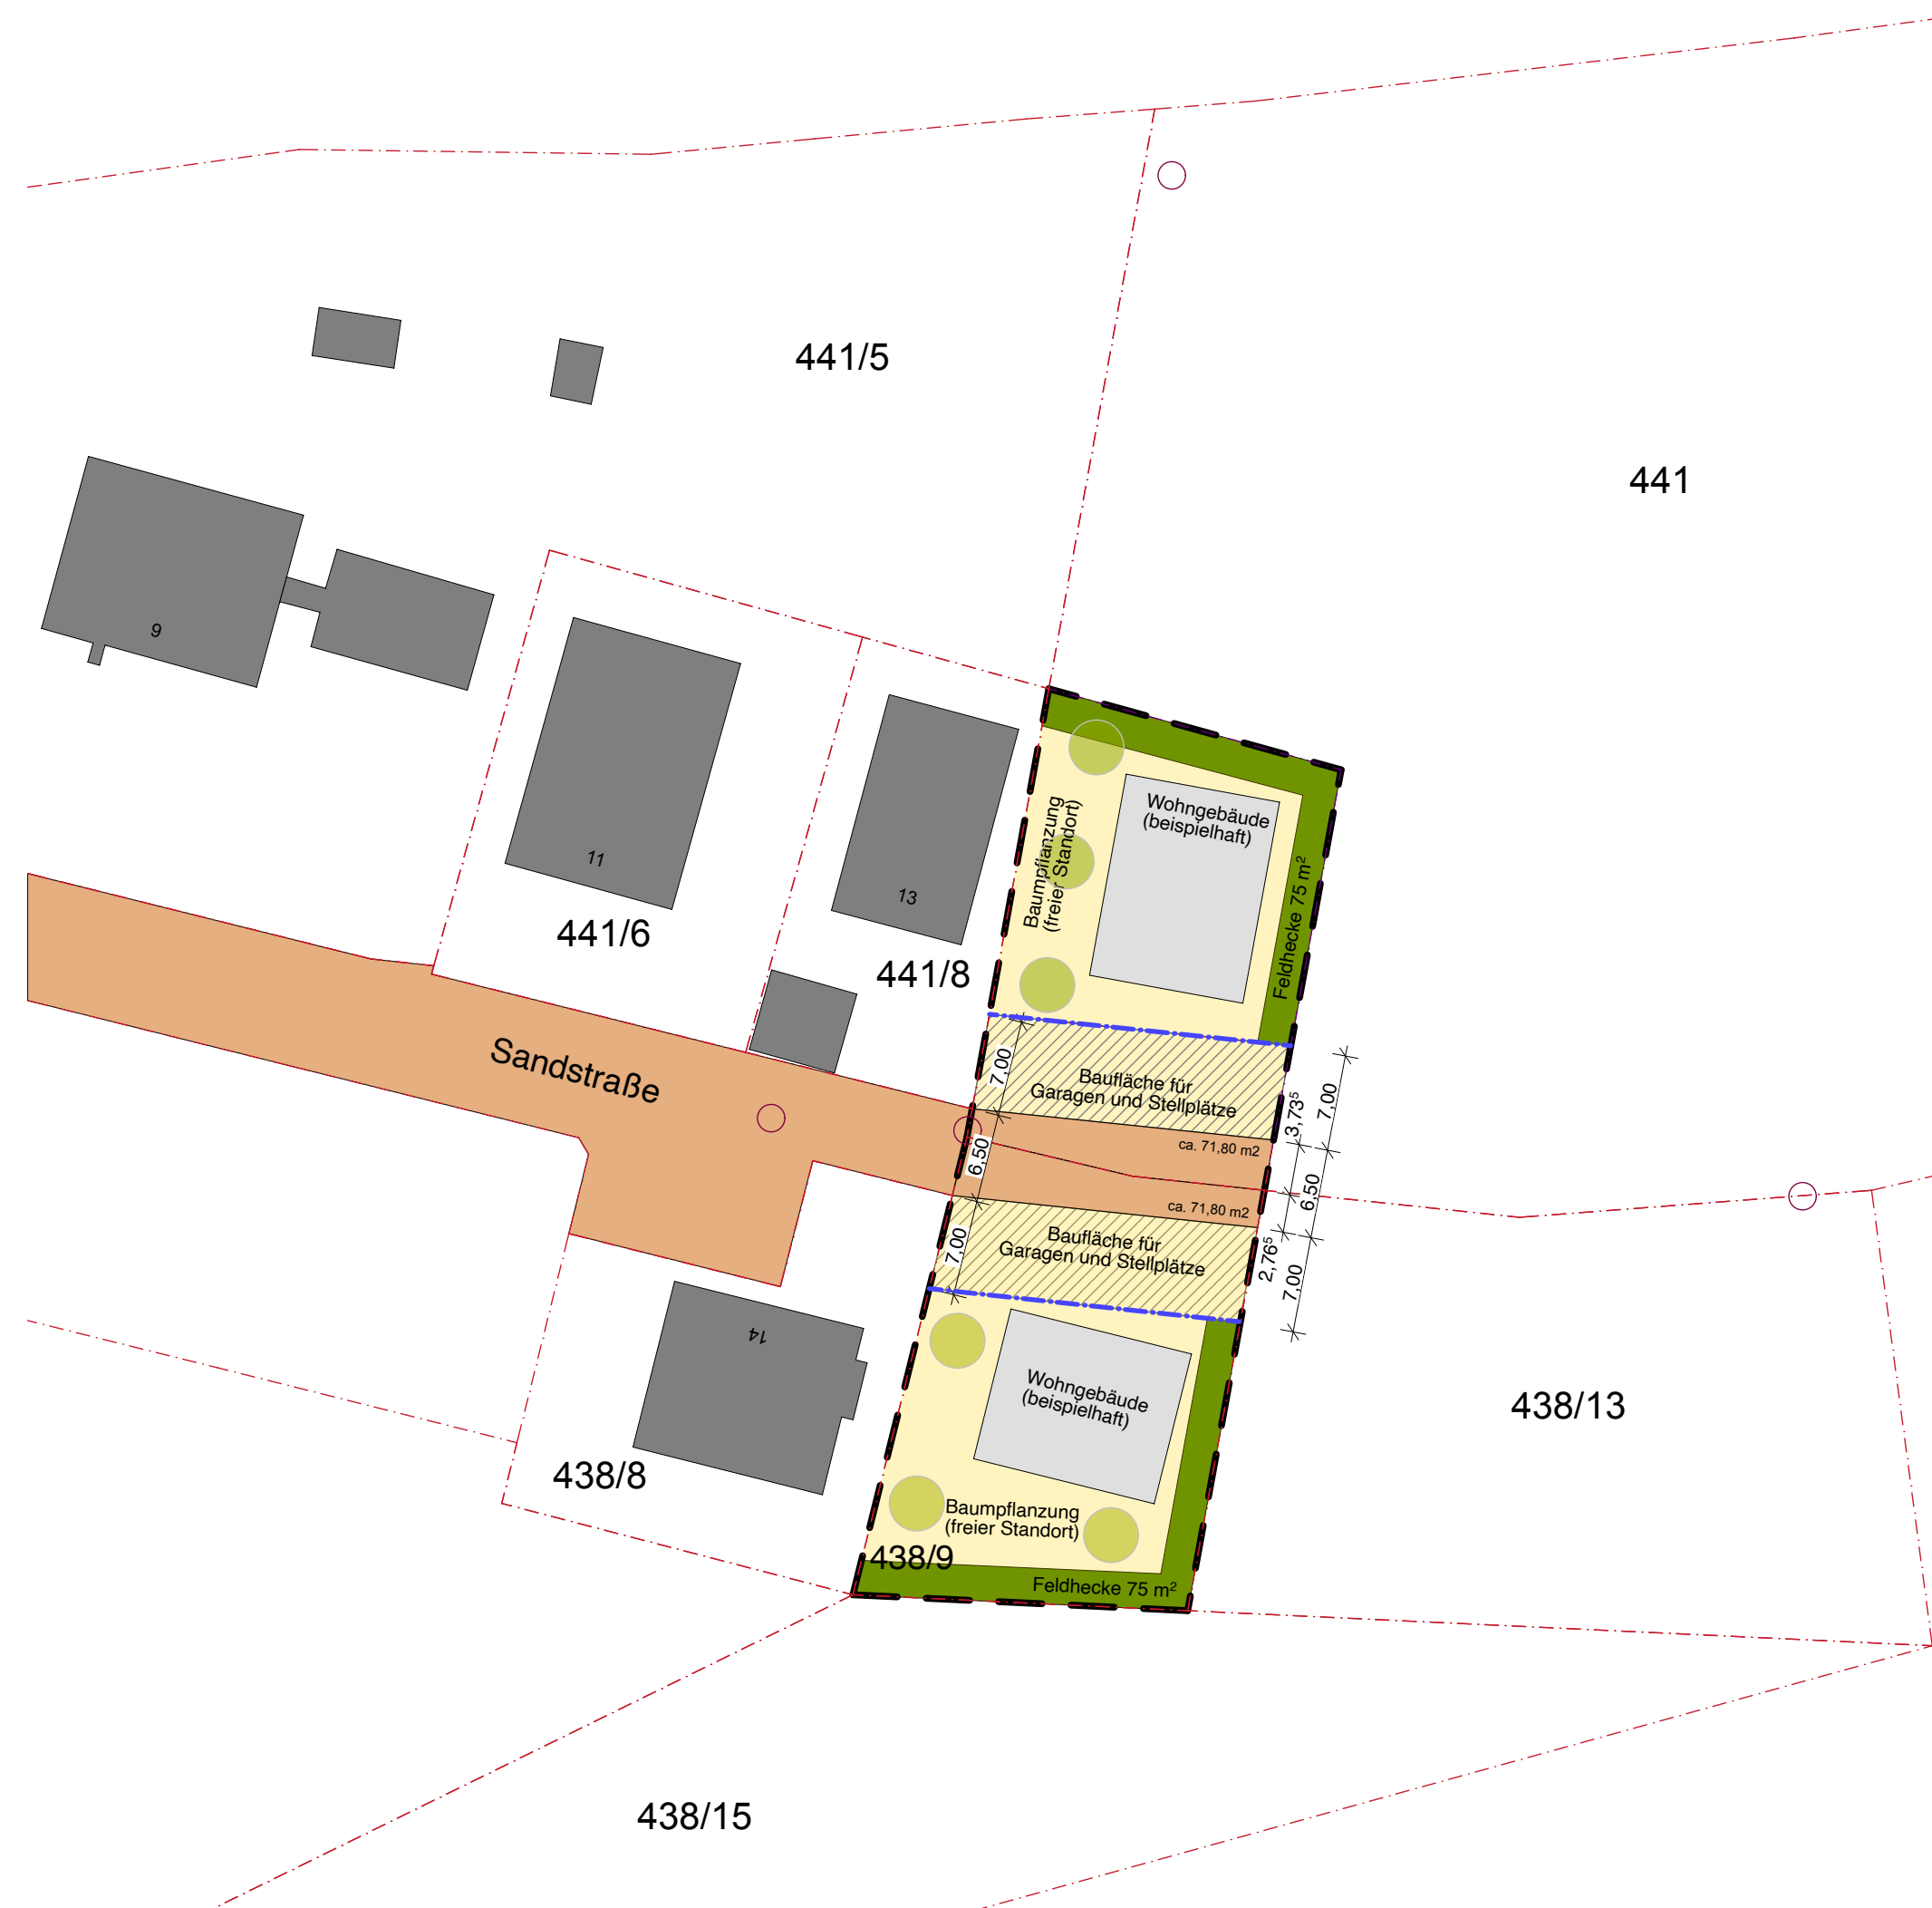 441/5
441
9
11
13
441/6
441/8
Sandstraße
Wohngebäude
(beispielhaft)
Baumpflanzung
(freier Standort)
Feldhecke 75 m²
7,00
Baufläche für
Garagen und Stellplätze
3,73⁵
7,00
ca. 71,80 m2
6,50
6,50
ca. 71,80 m2
7,00
Baufläche für
Garagen und Stellplätze
2,76⁵
7,00
14
Wohngebäude
(beispielhaft)
438/13
438/8
Baumpflanzung
(freier Standort)
438/9
Feldhecke 75 m²
438/15